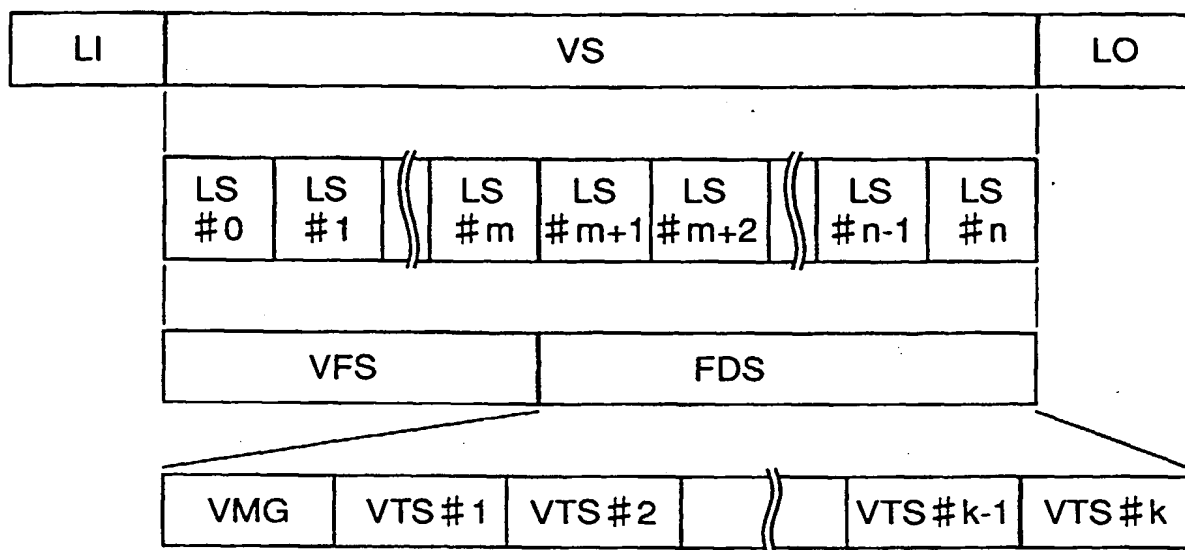 LI VS LO
LS #0 LS #1 LS #m LS #m+1 LS #m+2 LS #n-1 LS #n
VFS FDS
VMG VTS#1 VTS#2 VTS#k-1 VTS#k